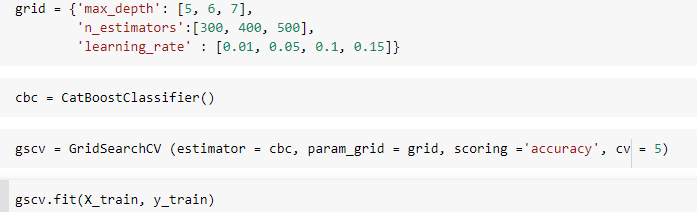 grid = {'max_depth': [5, 6, 7],
'n_estimators':[300, 400, 500],
'learning_rate' : [0.01, 0.05, 0.1, 0.15]}
cbc = CatBoostClassifier()
gscv = GridSearchCV (estimator = cbc, param_grid = grid, scoring ='accuracy', cv = 5)
gscv.fit(X_train, y_train)